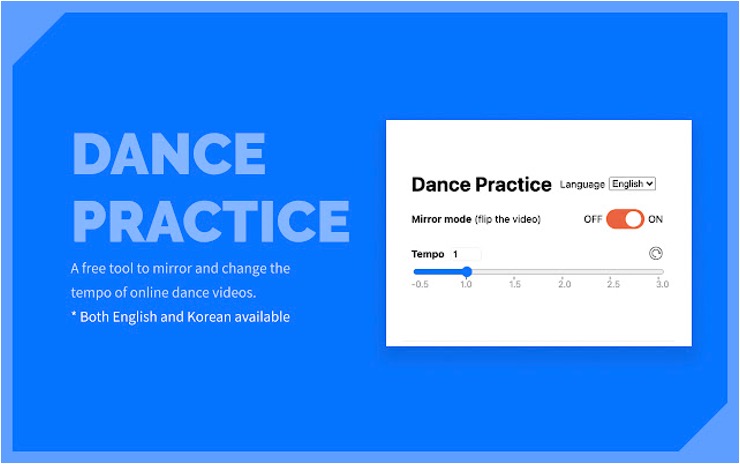 DANCE
PRACTICE
A free tool to mirror and change the
tempo of online dance videos.
* Both English and Korean available
Dance Practice Language English
Mirror mode (flip the video) OFF ON
Tempo 1
-0.5 1.0 1.5 2.0 2.5 3.0